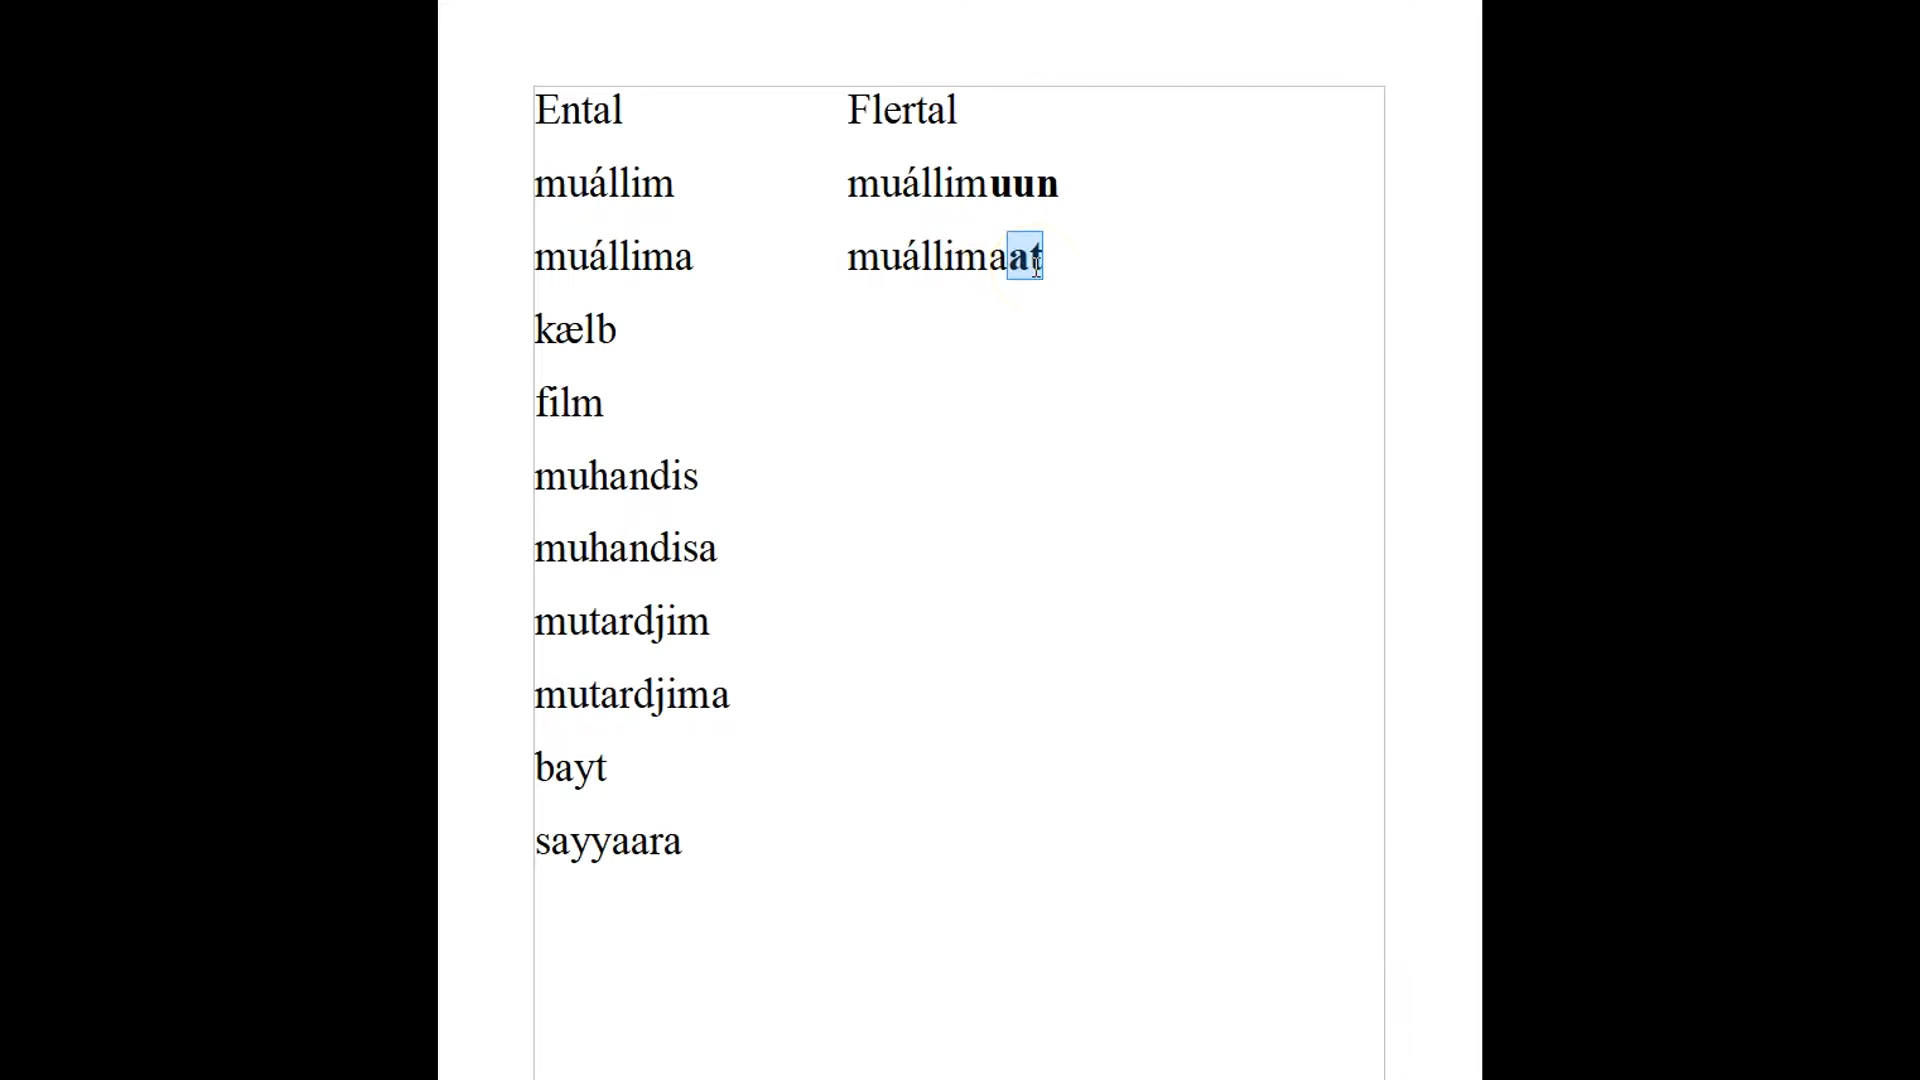 Ental Flertal
muállim muállimuun
muállima muállimaat
kælb
film
muhandis
muhandisa
mutardjim
mutardjima
bayt
sayyaara